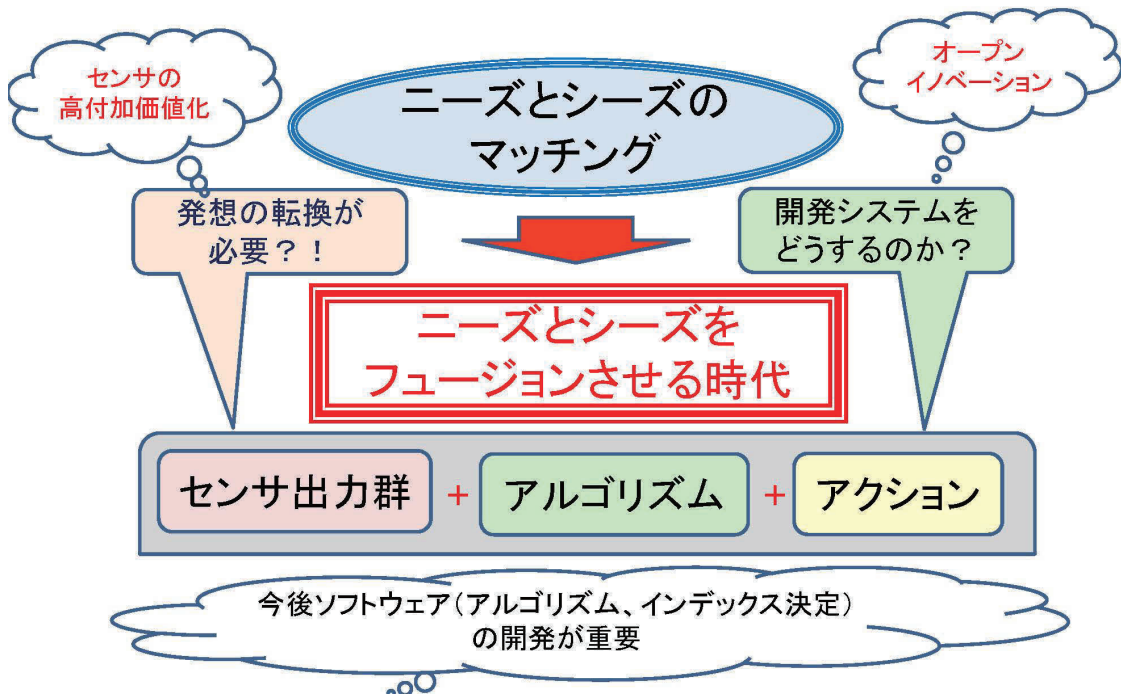 センサの
高付加価値化
ニーズとシーズの
マッチング
オープン
イノベーション
発想の転換が
必要？！
開発システムを
どうするのか？
ニーズとシーズを
フュージョンさせる時代
センサ出力群 + アルゴリズム + アクション
今後ソフトウェア（アルゴリズム、インデックス決定）
の開発が重要